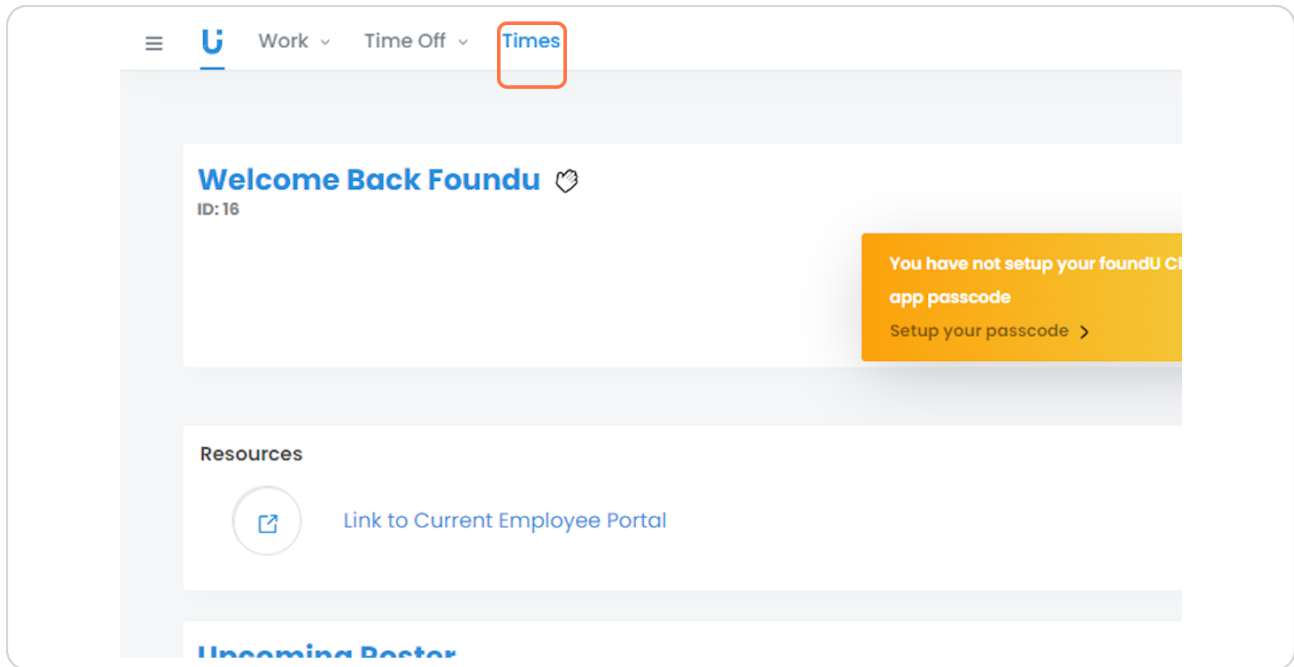 Work
Time Off
Times
Welcome Back Foundu
ID: 16
You have not setup your foundU
app passcode
Setup your passcode
Resources
Link to Current Employee Portal
Upcoming Roster